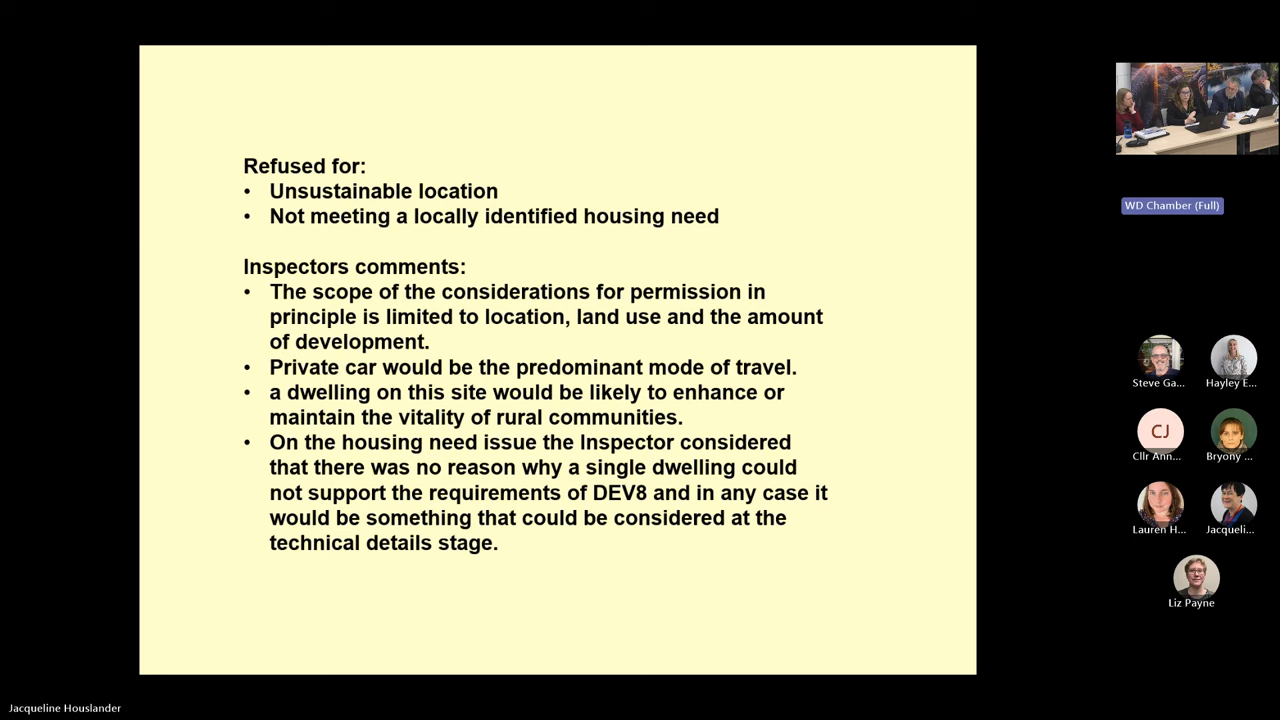 Refused for:
• Unsustainable location
• Not meeting a locally identified housing need
Inspectors comments:
• The scope of the considerations for permission in
principle is limited to location, land use and the amount
of development.
• Private car would be the predominant mode of travel.
• a dwelling on this site would be likely to enhance or
maintain the vitality of rural communities.
• On the housing need issue the Inspector considered
that there was no reason why a single dwelling could
not support the requirements of DEV8 and in any case it
would be something that could be considered at the
technical details stage.
WD Chamber (Full)
Steve Ga...
Hayley E...
CJ
Cllr Ann...
Bryony ...
Lauren H...
Jacqueli...
Liz Payne
Jacqueline Houslander